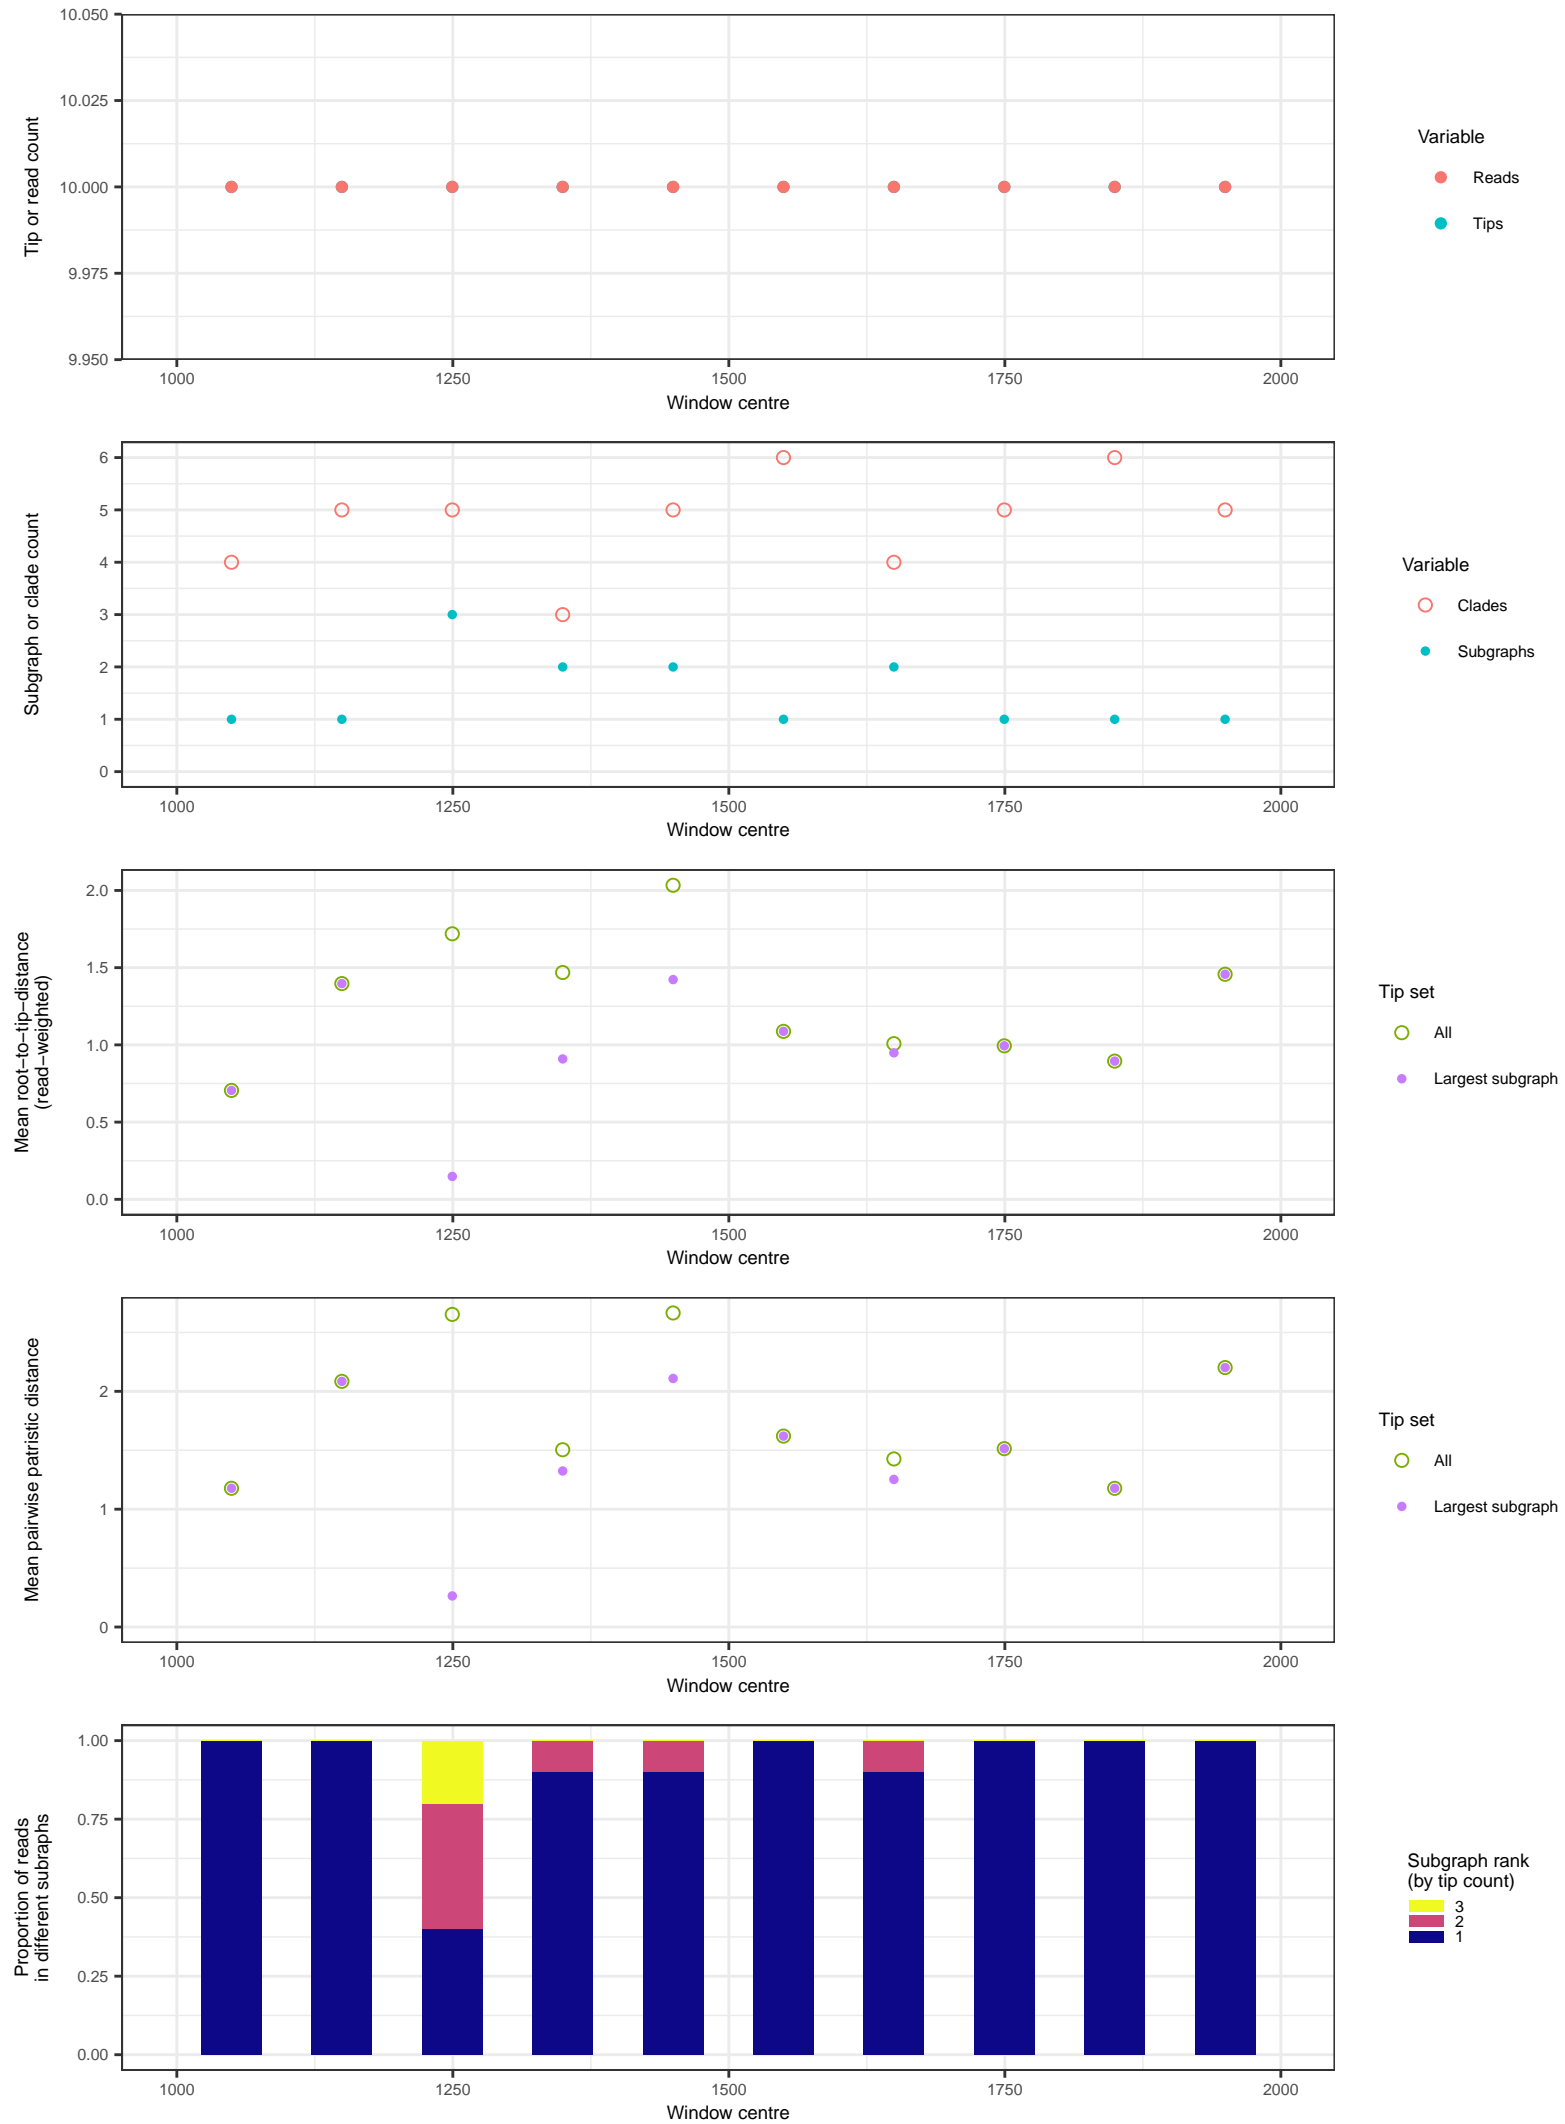 10.050
10.025
10.000
9.975
9.950
Tip or read count
1000 1250 1500 1750 2000
Window centre
Variable
Reads
Tips
6
5
4
3
2
1
0
Subgraph or clade count
1000 1250 1500 1750 2000
Window centre
Variable
Clades
Subgraphs
2.0
1.5
1.0
0.5
0.0
Mean root−to−tip−distance
(read−weighted)
1000 1250 1500 1750 2000
Window centre
Tip set
All
Largest subgraph
2
1
0
Mean pairwise patristic distance
1000 1250 1500 1750 2000
Window centre
Tip set
All
Largest subgraph
1.00
0.75
0.50
0.25
0.00
Proportion of reads
in different subraphs
1000 1250 1500 1750 2000
Window centre
Subgraph rank
(by tip count)
3
2
1